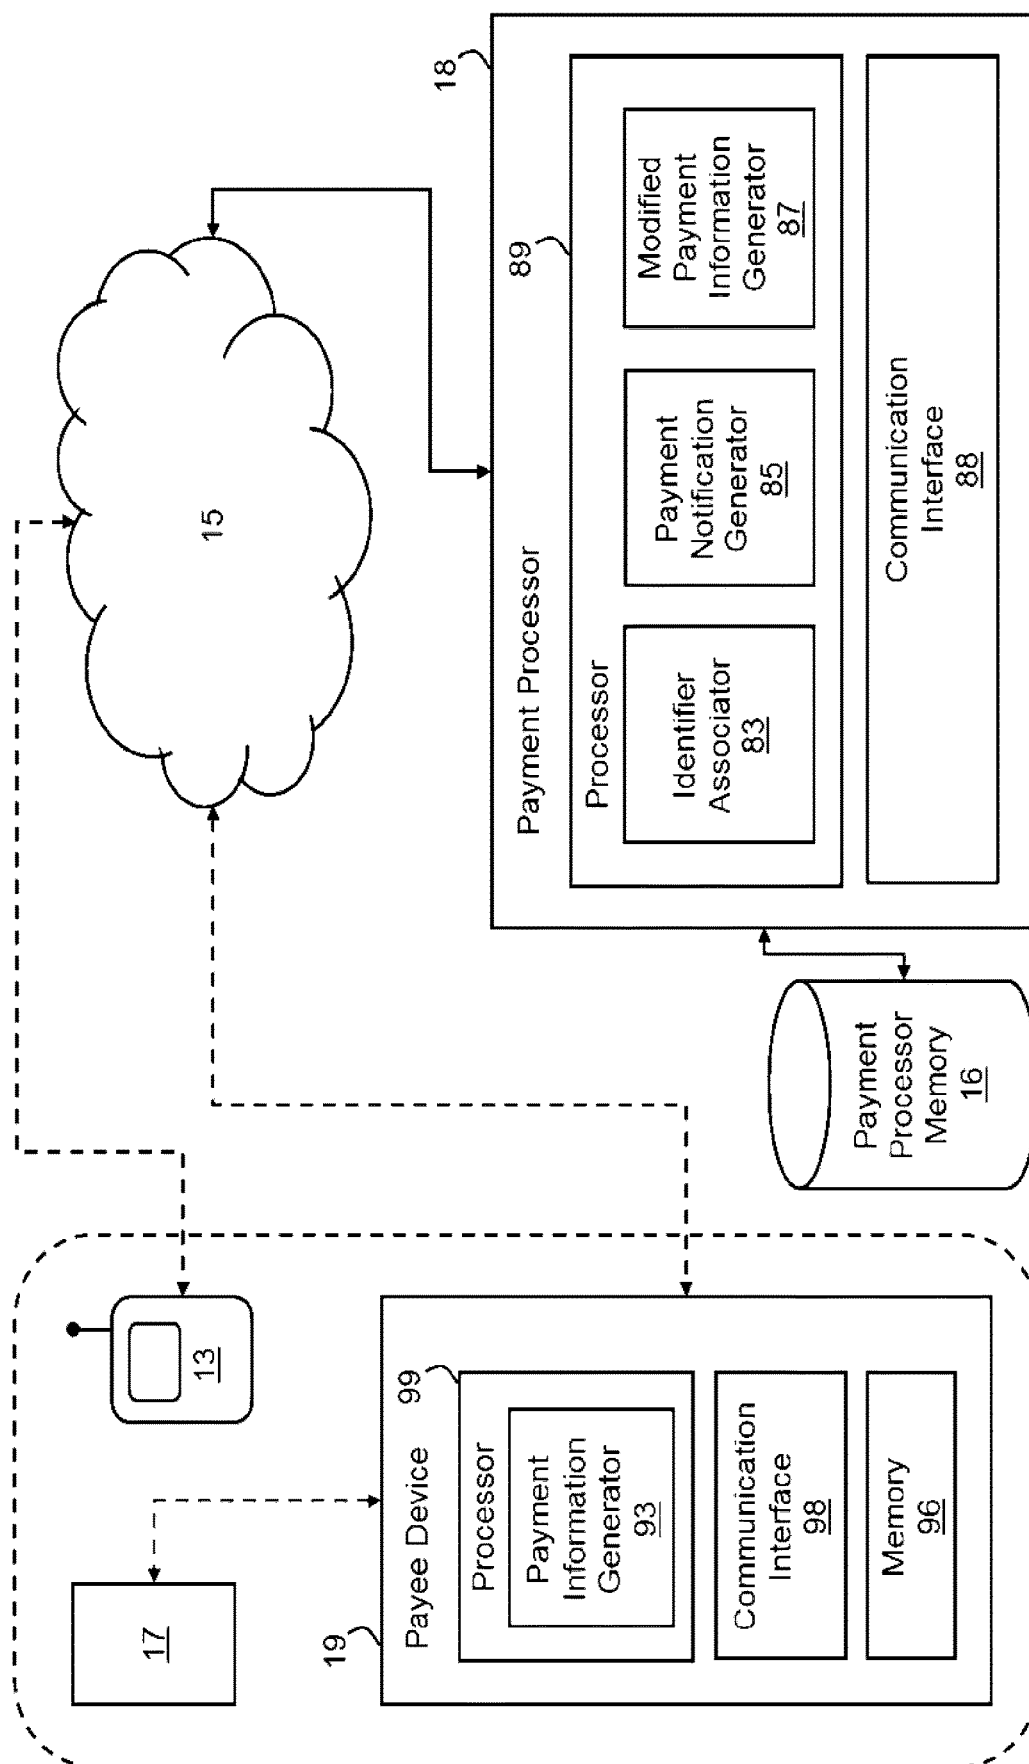 17
13
19
Payee Device
99
Processor
Payment
Information
Generator
93
Communication
Interface
98
Memory
96
15
Payment
Processor
Memory
16
18
Payment Processor
89
Processor
Identifier
Associator
83
Payment
Notification
Generator
85
Modified
Payment
Information
Generator
87
Communication
Interface
88